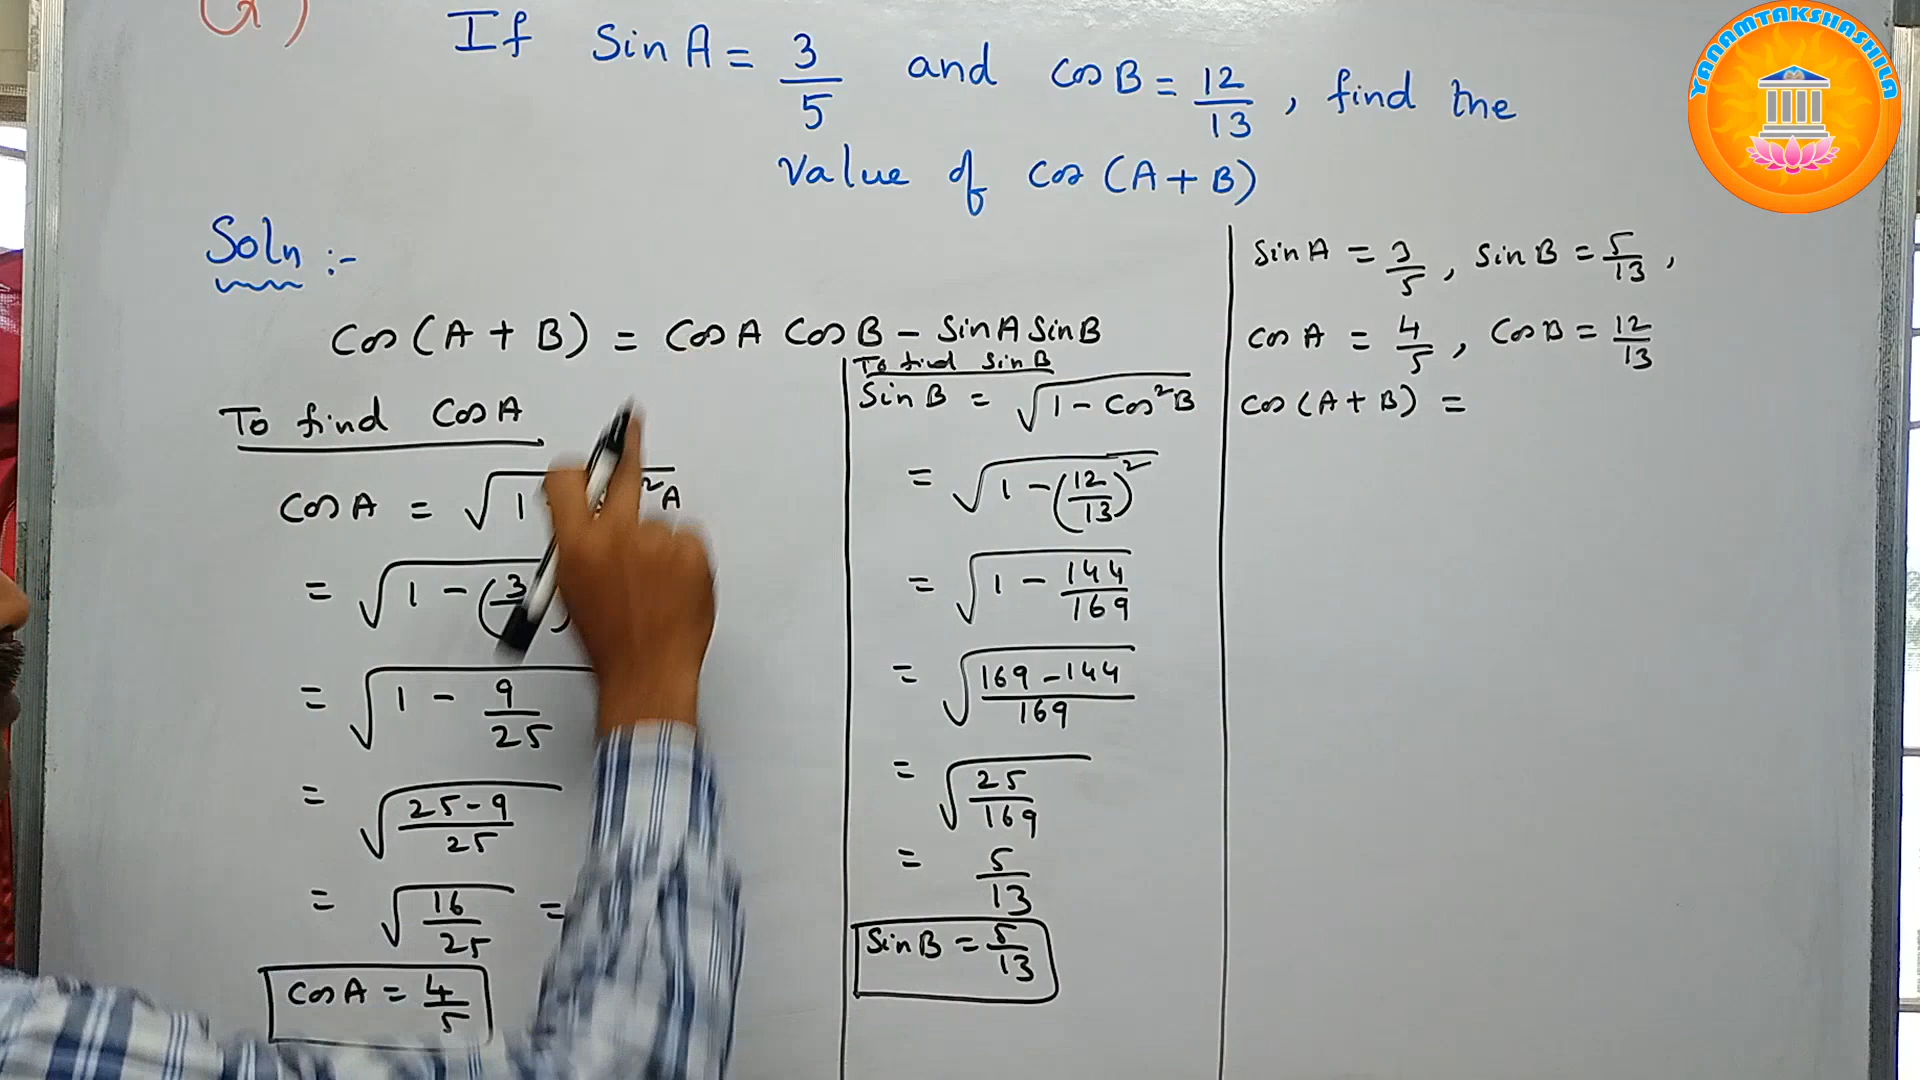 If Sin A = 3/5 and Cos B = 12/13, find the
value of Cos (A + B)
Soln :-
Cos (A + B) = Cos A Cos B - Sin A Sin B
To find Cos A
Cos A = √1 ²A
= √1 - (3
= √1 - 9/25
= √25-9/25
= √16/25 =
Cos A = 4/5
To find Sin B
Sin B = √1 - Cos²B
= √1 - (12/13)²
= √1 - 144/169
= √169-144/169
= √25/169
= 5/13
Sin B = 5/13
Sin A = 3/5, Sin B = 5/13,
Cos A = 4/5, Cos B = 12/13
Cos (A + B) =
YANAMTAKSHASHILA